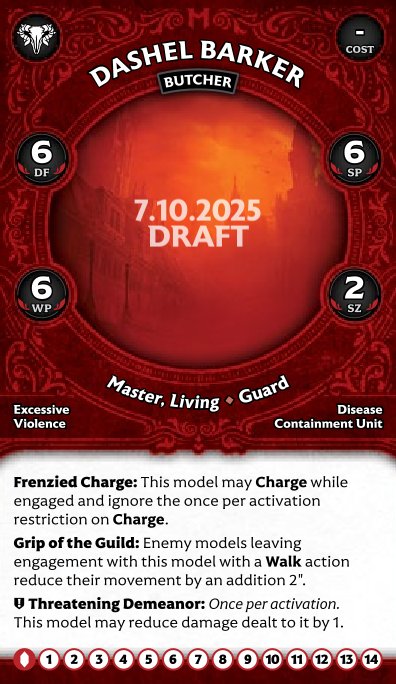 -
COST
DASHEL BARKER
BUTCHER
6
DF
6
SP
7.10.2025
DRAFT
6
WP
2
SZ
Master, Living ◆ Guard
Excessive
Violence
Disease
Containment Unit
Frenzied Charge: This model may Charge while
engaged and ignore the once per activation
restriction on Charge.
Grip of the Guild: Enemy models leaving
engagement with this model with a Walk action
reduce their movement by an addition 2".
Threatening Demeanor: Once per activation.
This model may reduce damage dealt to it by 1.
1 2 3 4 5 6 7 8 9 10 11 12 13 14